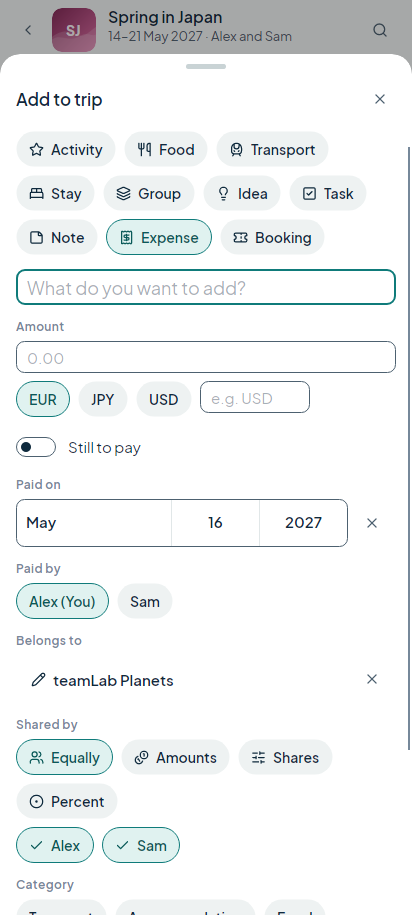 SJ
Spring in Japan
14–21 May 2027 · Alex and Sam
Add to trip
Activity
Food
Transport
Stay
Group
Idea
Task
Note
Expense
Booking
What do you want to add?
Amount
0.00
EUR
JPY
USD
e.g. USD
Still to pay
Paid on
May
16
2027
Paid by
Alex (You)
Sam
Belongs to
teamLab Planets
Shared by
Equally
Amounts
Shares
Percent
Alex
Sam
Category